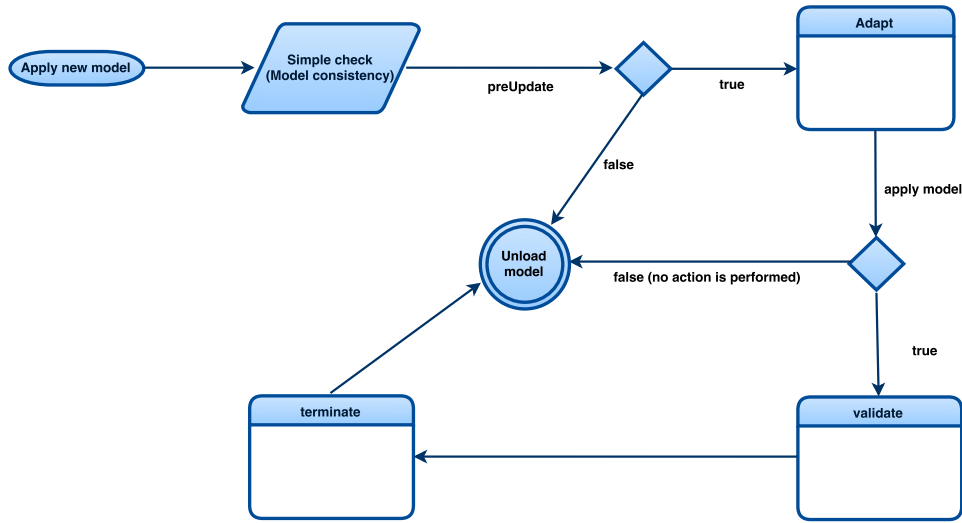 Adapt
Apply new model
Simple check
(Model consistency)
preUpdate
true
false
apply model
Unload
model
false (no action is performed)
true
terminate
validate